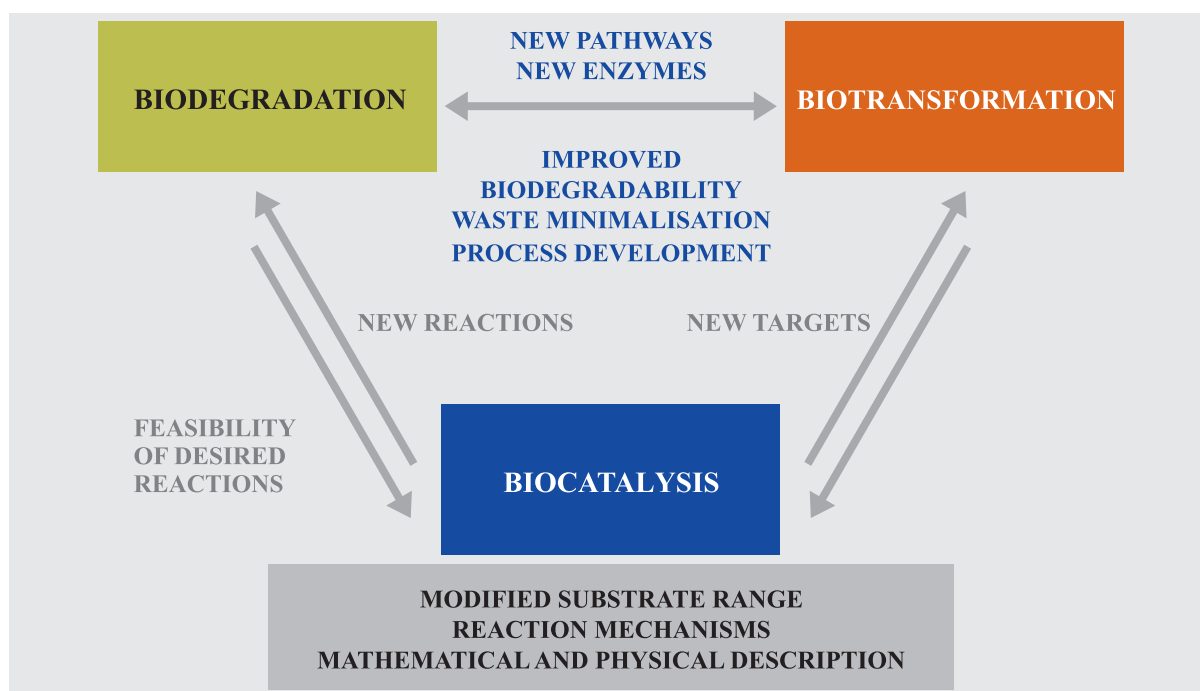 NEW PATHWAYS
NEW ENZYMES
BIODEGRADATION
BIOTRANSFORMATION
IMPROVED
BIODEGRADABILITY
WASTE MINIMALISATION
PROCESS DEVELOPMENT
NEW REACTIONS
NEW TARGETS
FEASIBILITY
OF DESIRED
REACTIONS
BIOCATALYSIS
MODIFIED SUBSTRATE RANGE
REACTION MECHANISMS
MATHEMATICAL AND PHYSICAL DESCRIPTION